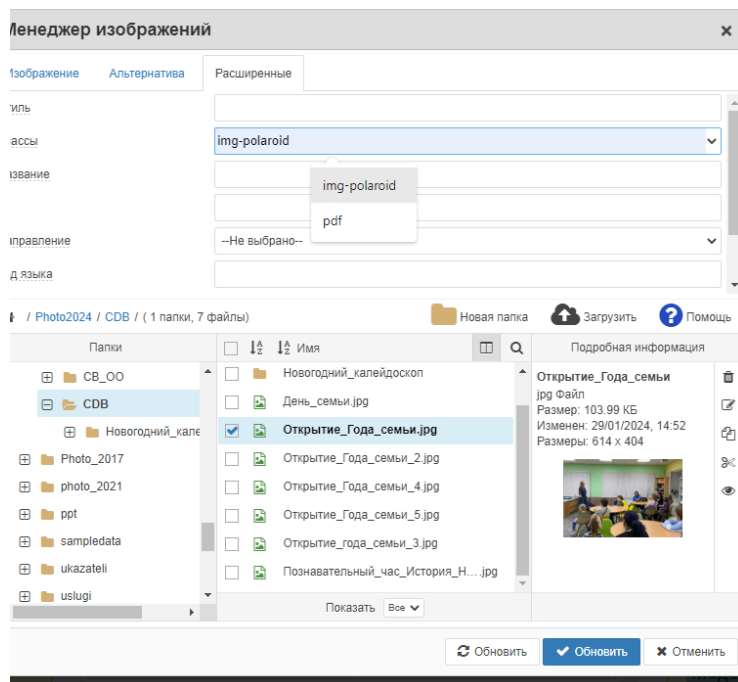 Менеджер изображений
Изображение Альтернатива Расширенные
тиль
ассы img-polaroid
азвание
img-polaroid
pdf
аправление --Не выбрано--
д языка
/ Photo2024 / CDB / ( 1 папки, 7 файлы) Новая папка Загрузить Помощь
Папки Имя Подробная информация
CB_OO
CDB
Новогодний_кале
Photo_2017
photo_2021
ppt
sampledata
ukazateli
uslugi
Новогодний_калейдоскоп
День_семьи.jpg
Открытие_Года_семьи.jpg
Открытие_Года_семьи_2.jpg
Открытие_Года_семьи_4.jpg
Открытие_Года_семьи_5.jpg
Открытие_года_семьи_3.jpg
Познавательный_час_История_Н....jpg
Открытие_Года_семьи
jpg Файл
Размер: 103.99 КБ
Изменен: 29/01/2024, 14:52
Размеры: 614 x 404
Показать Все
Обновить Обновить Отменить